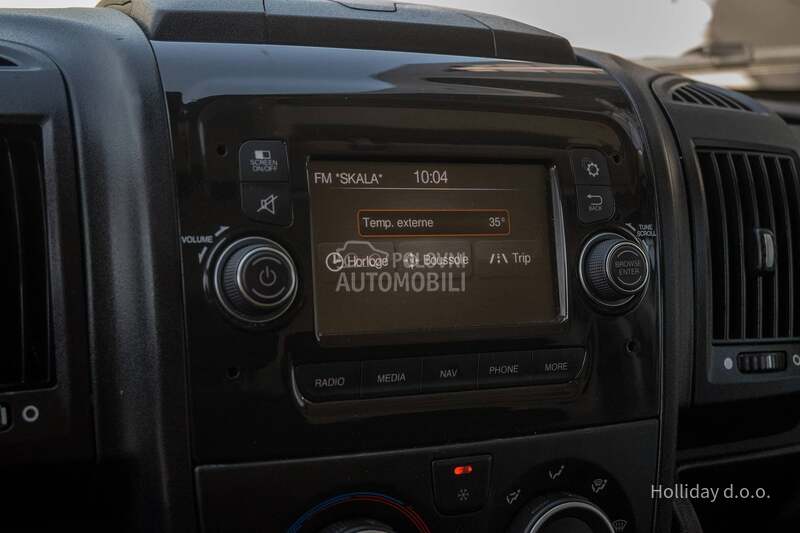 SCREEN
ON/OFF
FM *SKALA* 10:04
BACK
Temp. externe 35°
VOLUME
TUNE
SCROLL
Horloge Boussole Trip
POLOVNI
AUTOMOBILI
BROWSE
ENTER
RADIO MEDIA NAV PHONE MORE
Holliday d.o.o.